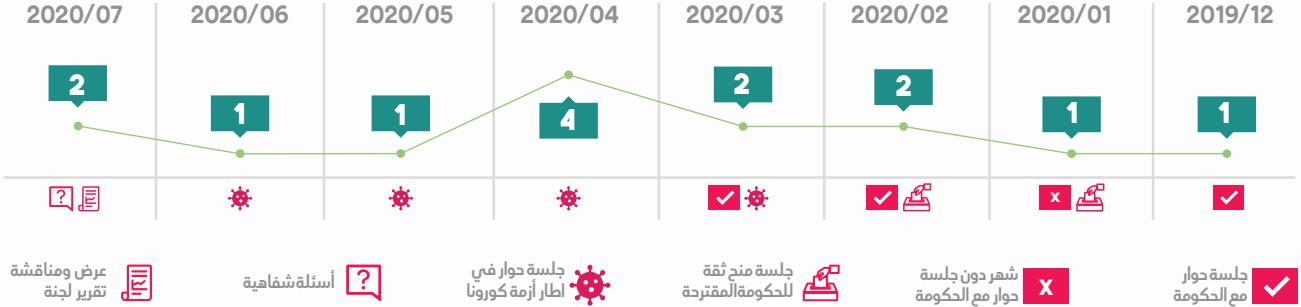 2019/12
2020/01
2020/02
2020/03
2020/04
2020/05
2020/06
2020/07
1
1
2
2
4
1
1
2
x
?
جلسة حوار
مع الحكومة
x
شهر دون جلسة
حوار مع الحكومة
جلسة منح ثقة
للحكومةالمقترحة
جلسة حوار في
اطار أزمة كورونا
?
أسئلة شفاهية
عرض ومناقشة
تقرير لجنة